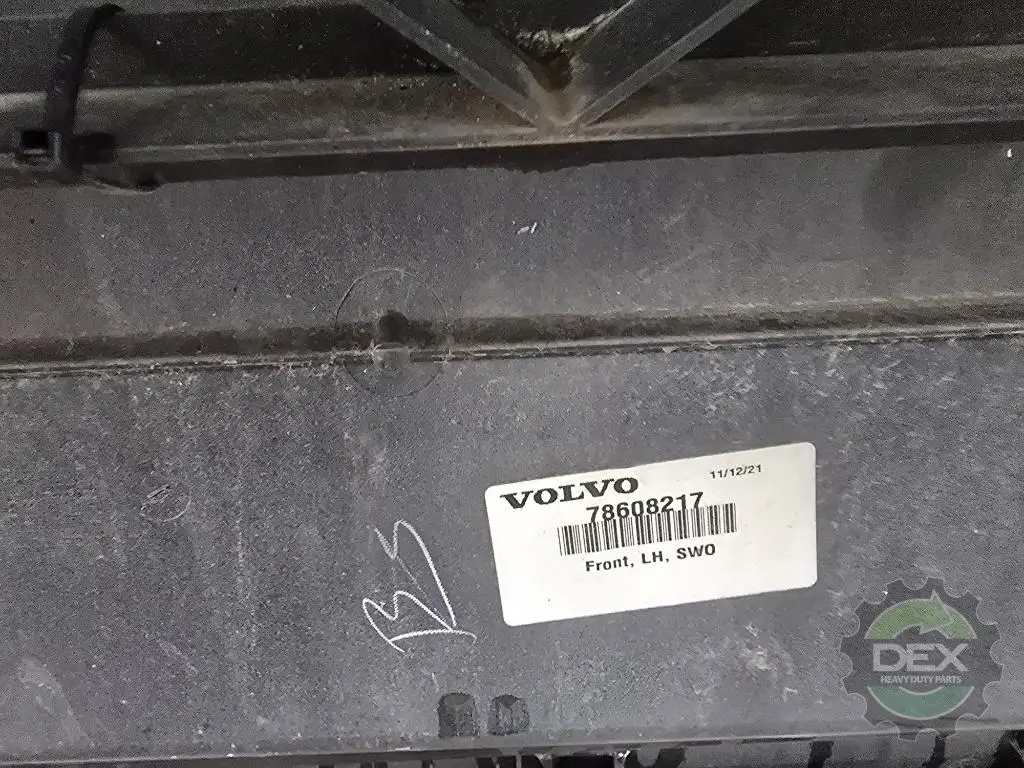 11/12/21
VOLVO
78608217
Front, LH, SWO
DEX
HEAVY DUTY PARTS